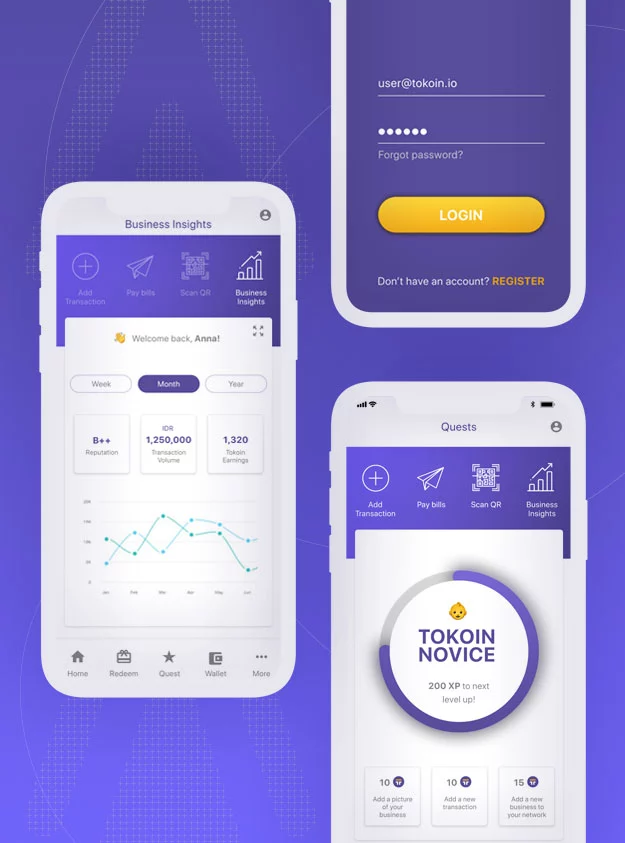 Business Insights
Add
Transaction
Pay bills
Scan QR
Business
Insights
👋 Welcome back, Anna!
Week
Month
Year
B++
Reputation
IDR
1,250,000
Transaction
Volume
1,320
Tokoin
Earnings
20K
15K
10K
5K
0
Jan
Feb
Mar
Apr
May
Jun
Home
Redeem
Quest
Wallet
More
user@tokoin.io
●●●●●●
Forgot password?
LOGIN
Don't have an account? REGISTER
Quests
Add
Transaction
Pay bills
Scan QR
Business
Insights
TOKOIN
NOVICE
200 XP to next
level up!
10
Add a picture
of your
business
10
Add a new
transaction
15
Add a new
business to
your network